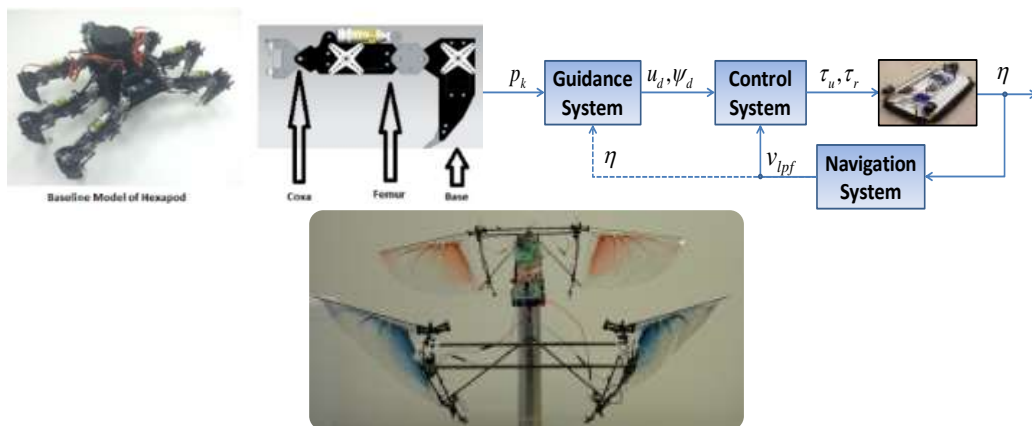 Baseline Model of Hexapod
Coxa
Femur
Base
p_k
Guidance
System
u_d, ψ_d
Control
System
τ_u, τ_r
η
η
v_lpf
Navigation
System